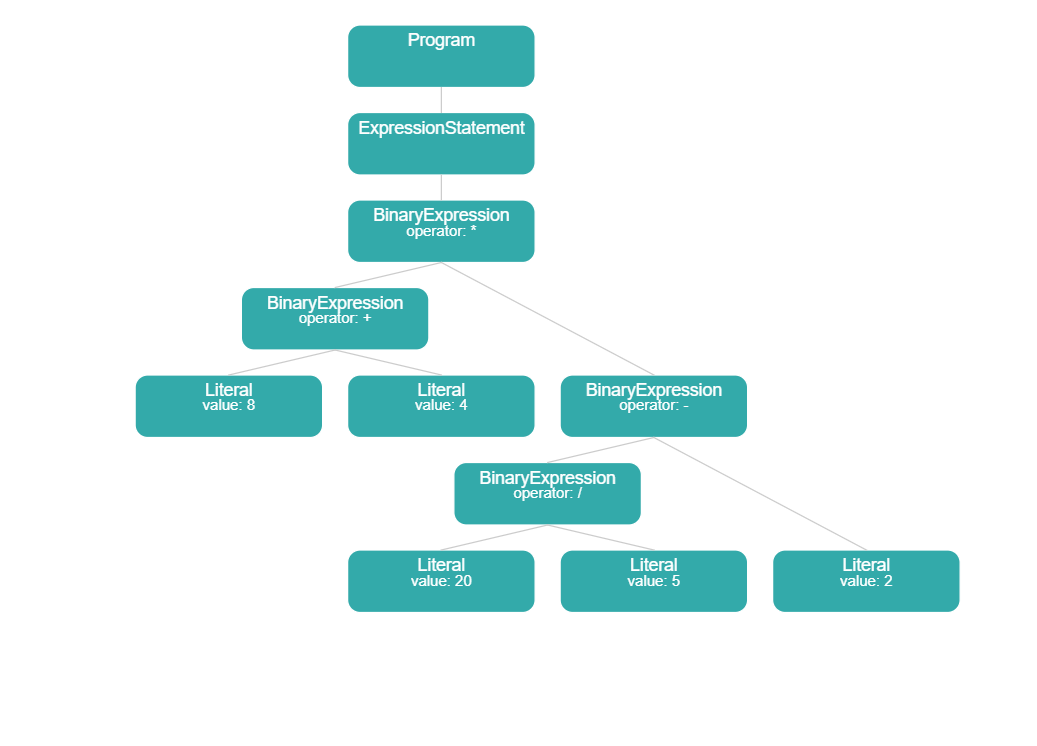 Program
ExpressionStatement
BinaryExpression
operator: *
BinaryExpression
operator: +
Literal
value: 8
Literal
value: 4
BinaryExpression
operator: -
BinaryExpression
operator: /
Literal
value: 20
Literal
value: 5
Literal
value: 2